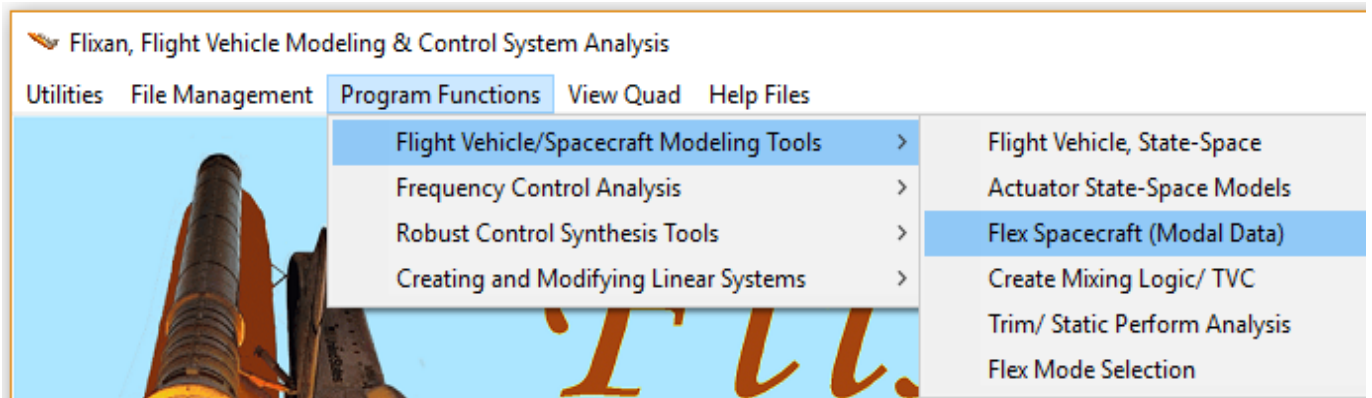 Flixan, Flight Vehicle Modeling & Control System Analysis
Utilities File Management Program Functions View Quad Help Files
Flight Vehicle/Spacecraft Modeling Tools >
Frequency Control Analysis >
Robust Control Synthesis Tools >
Creating and Modifying Linear Systems >
Flight Vehicle, State-Space
Actuator State-Space Models
Flex Spacecraft (Modal Data)
Create Mixing Logic/ TVC
Trim/ Static Perform Analysis
Flex Mode Selection